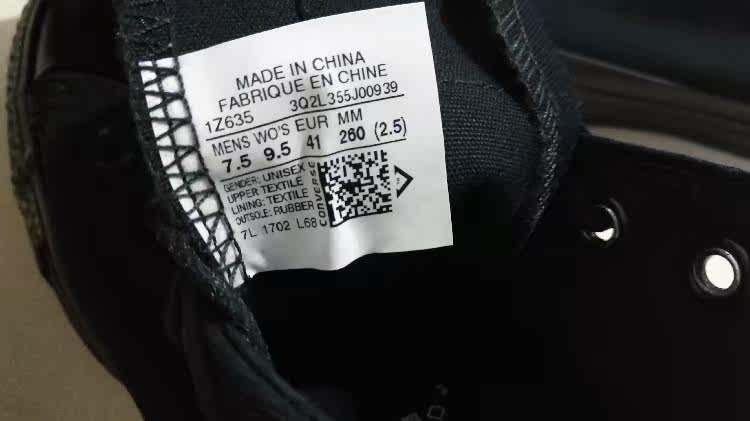 MADE IN CHINA
FABRIQUE EN CHINE
1Z635 3Q2L355J00939
MENS WO'S EUR MM
7.5 9.5 41 260 (2.5)
GENDER: UNISEX
UPPER: TEXTILE
LINING: TEXTILE
OUTSOLE: RUBBER
CONVERSE
7L 1702 L68